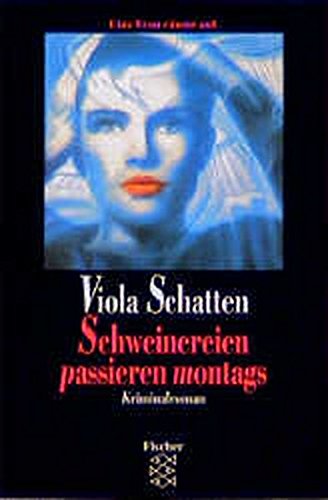 Eine Frau räumt auf.
Viola Schatten
Schweinereien
passieren montags
Kriminalroman
Fischer